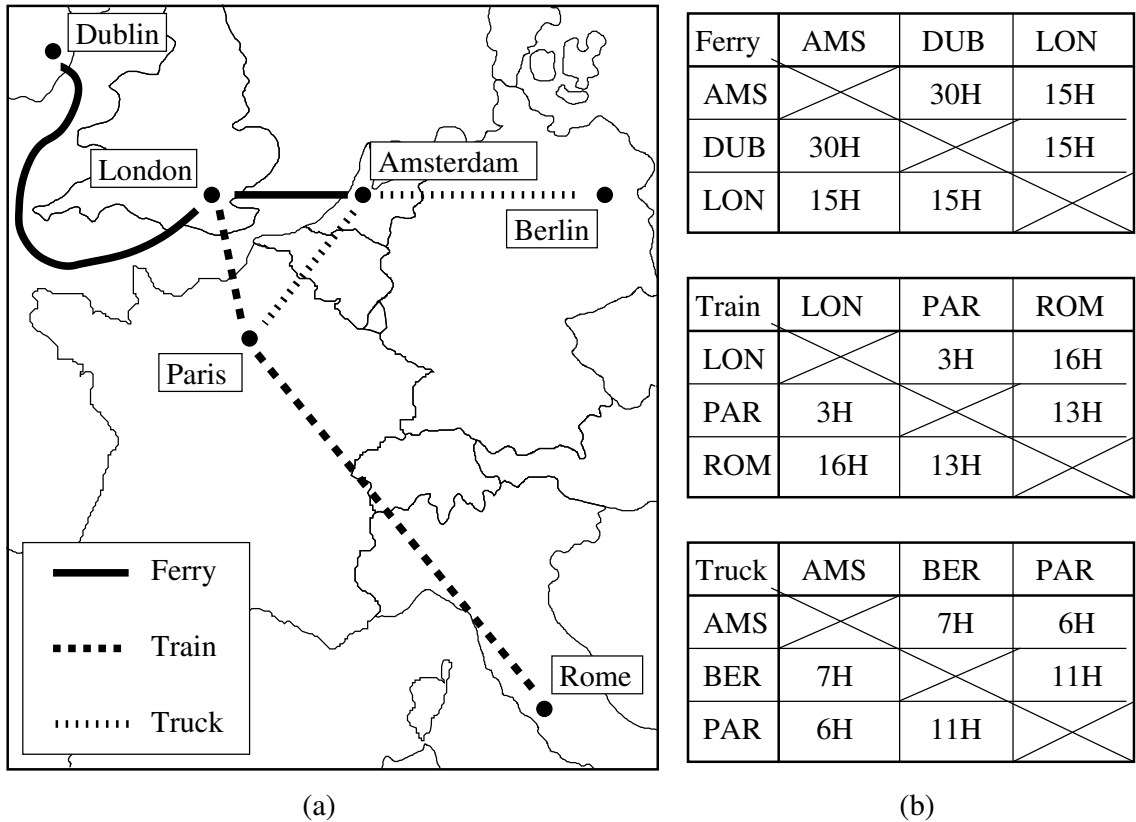 Dublin
London
Amsterdam
Berlin
Paris
Rome
Ferry
Train
Truck
(a)
Ferry AMS DUB LON
AMS 30H 15H
DUB 30H 15H
LON 15H 15H
Train LON PAR ROM
LON 3H 16H
PAR 3H 13H
ROM 16H 13H
Truck AMS BER PAR
AMS 7H 6H
BER 7H 11H
PAR 6H 11H
(b)